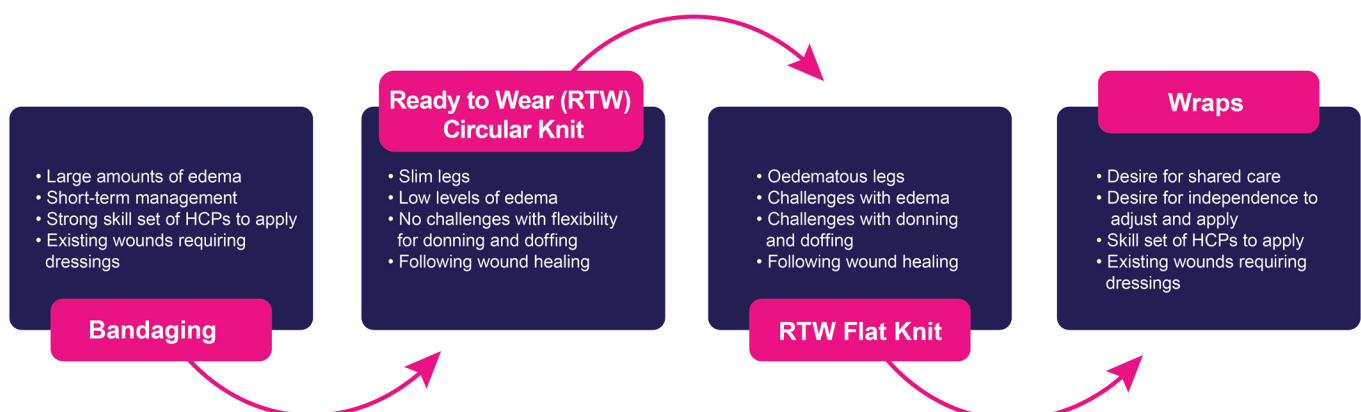 • Large amounts of edema
• Short-term management
• Strong skill set of HCPs to apply
• Existing wounds requiring
dressings
Bandaging
Ready to Wear (RTW)
Circular Knit
• Slim legs
• Low levels of edema
• No challenges with flexibility
for donning and doffing
• Following wound healing
• Oedematous legs
• Challenges with edema
• Challenges with donning
and doffing
• Following wound healing
RTW Flat Knit
Wraps
• Desire for shared care
• Desire for independence to
adjust and apply
• Skill set of HCPs to apply
• Existing wounds requiring
dressings